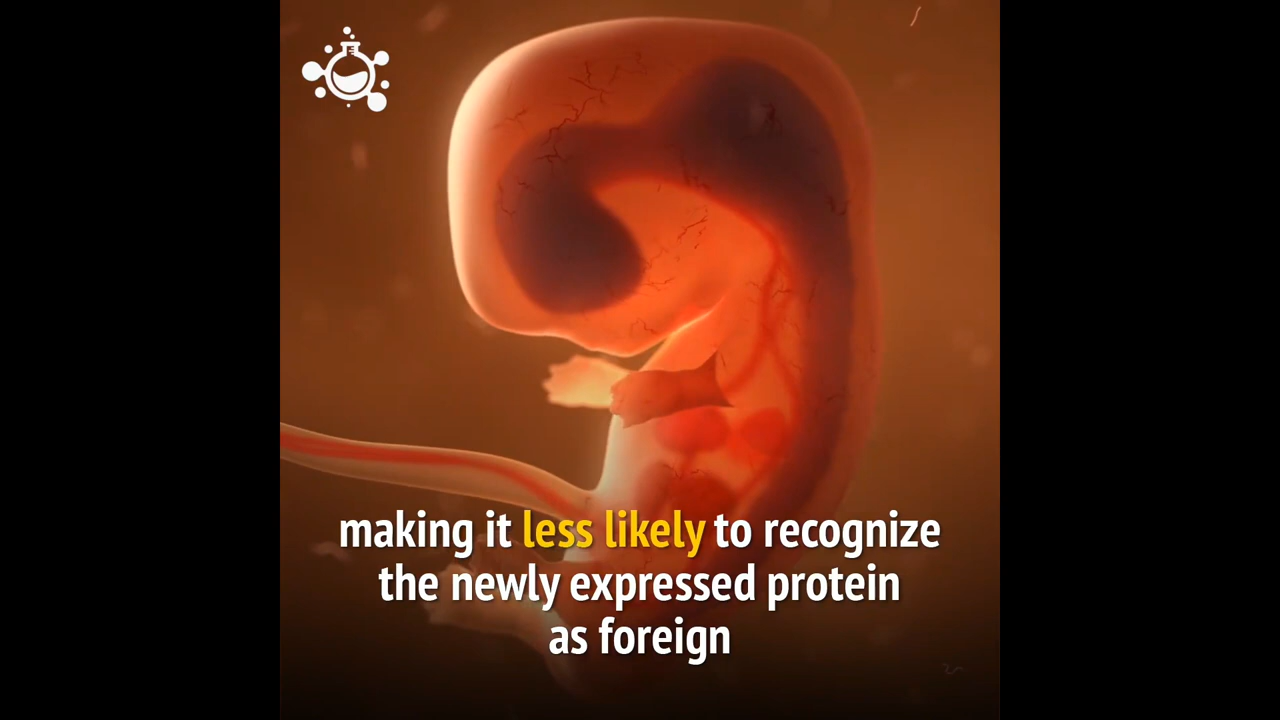 making it less likely to recognize
the newly expressed protein
as foreign